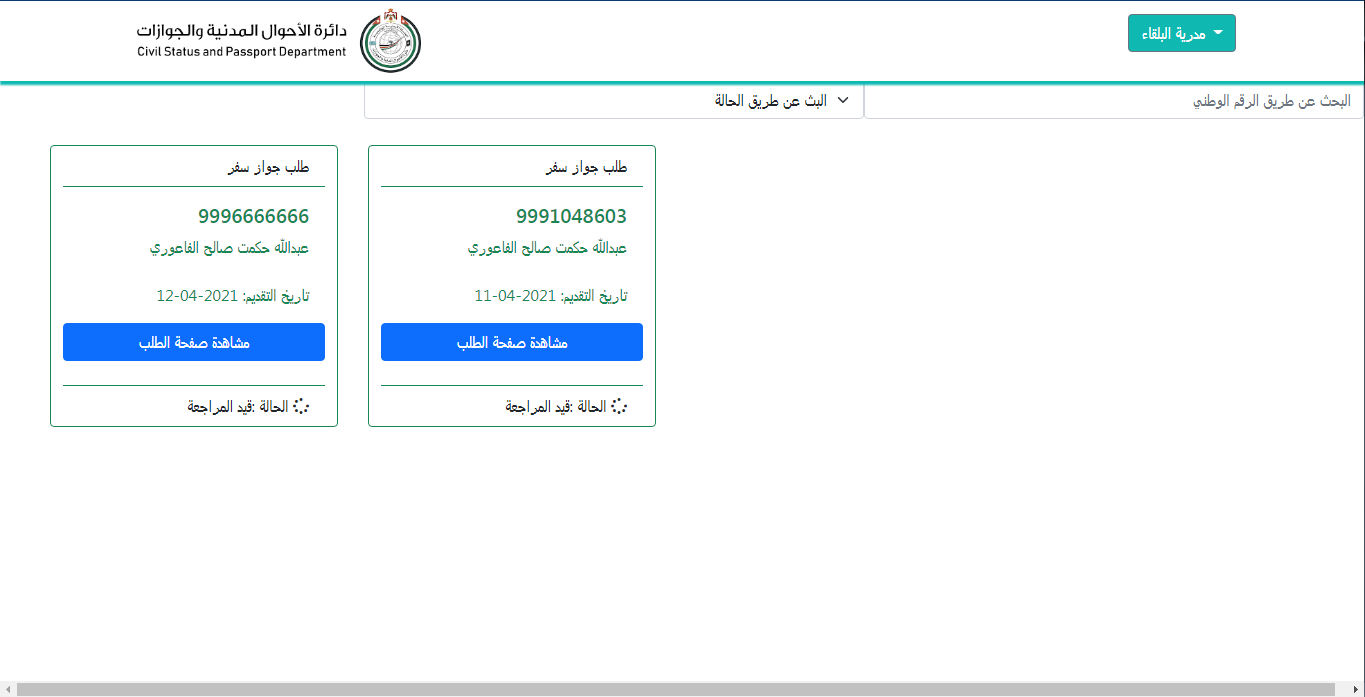 مدرية البلقاء
دائرة الأحوال المدنية والجوازات
Civil Status and Passport Department
البحث عن طريق الرقم الوطني
البث عن طريق الحالة
طلب جواز سفر
9991048603
عبدالله حكمت صالح الفاعوري
تاريخ التقديم: 2021-04-11
مشاهدة صفحة الطلب
الحالة :قيد المراجعة
طلب جواز سفر
9996666666
عبدالله حكمت صالح الفاعوري
تاريخ التقديم: 2021-04-12
مشاهدة صفحة الطلب
الحالة :قيد المراجعة